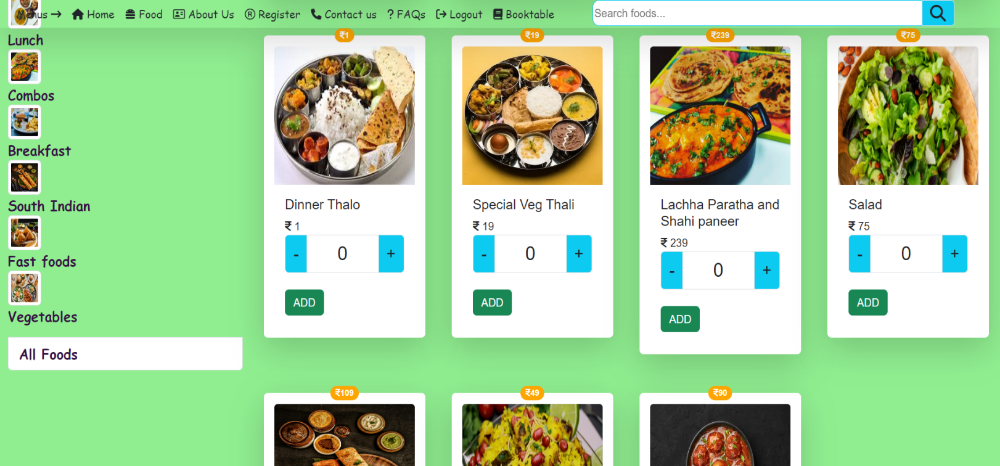 Menus → Home Food About Us Ⓡ Register Contact us ? FAQs Logout Booktable
Search foods...
Lunch
Combos
Breakfast
South Indian
Fast foods
Vegetables
All Foods
₹1
Dinner Thalo
₹ 1
- 0 +
ADD
₹19
Special Veg Thali
₹ 19
- 0 +
ADD
₹239
Lachha Paratha and
Shahi paneer
₹ 239
- 0 +
ADD
₹75
Salad
₹ 75
- 0 +
ADD
₹109
₹49
₹90